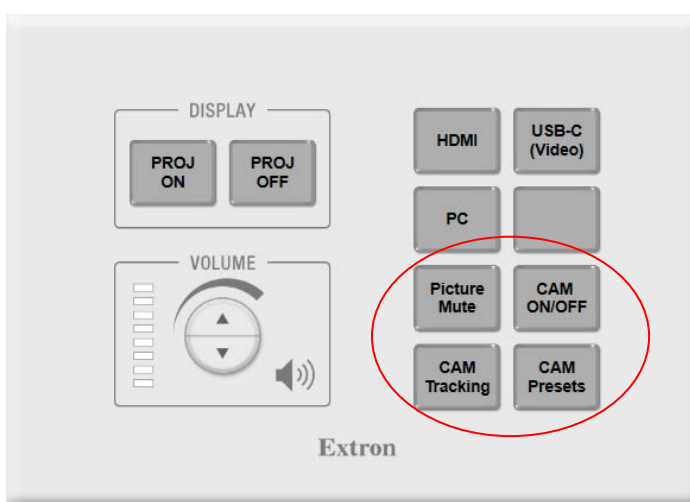 DISPLAY
PROJ
ON
PROJ
OFF
VOLUME
HDMI
USB-C
(Video)
PC
Picture
Mute
CAM
ON/OFF
CAM
Tracking
CAM
Presets
Extron